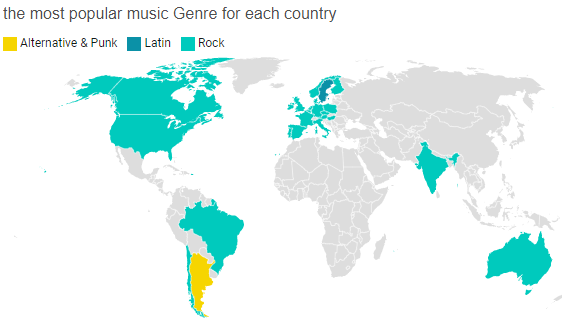 the most popular music Genre for each country
Alternative & Punk Latin Rock